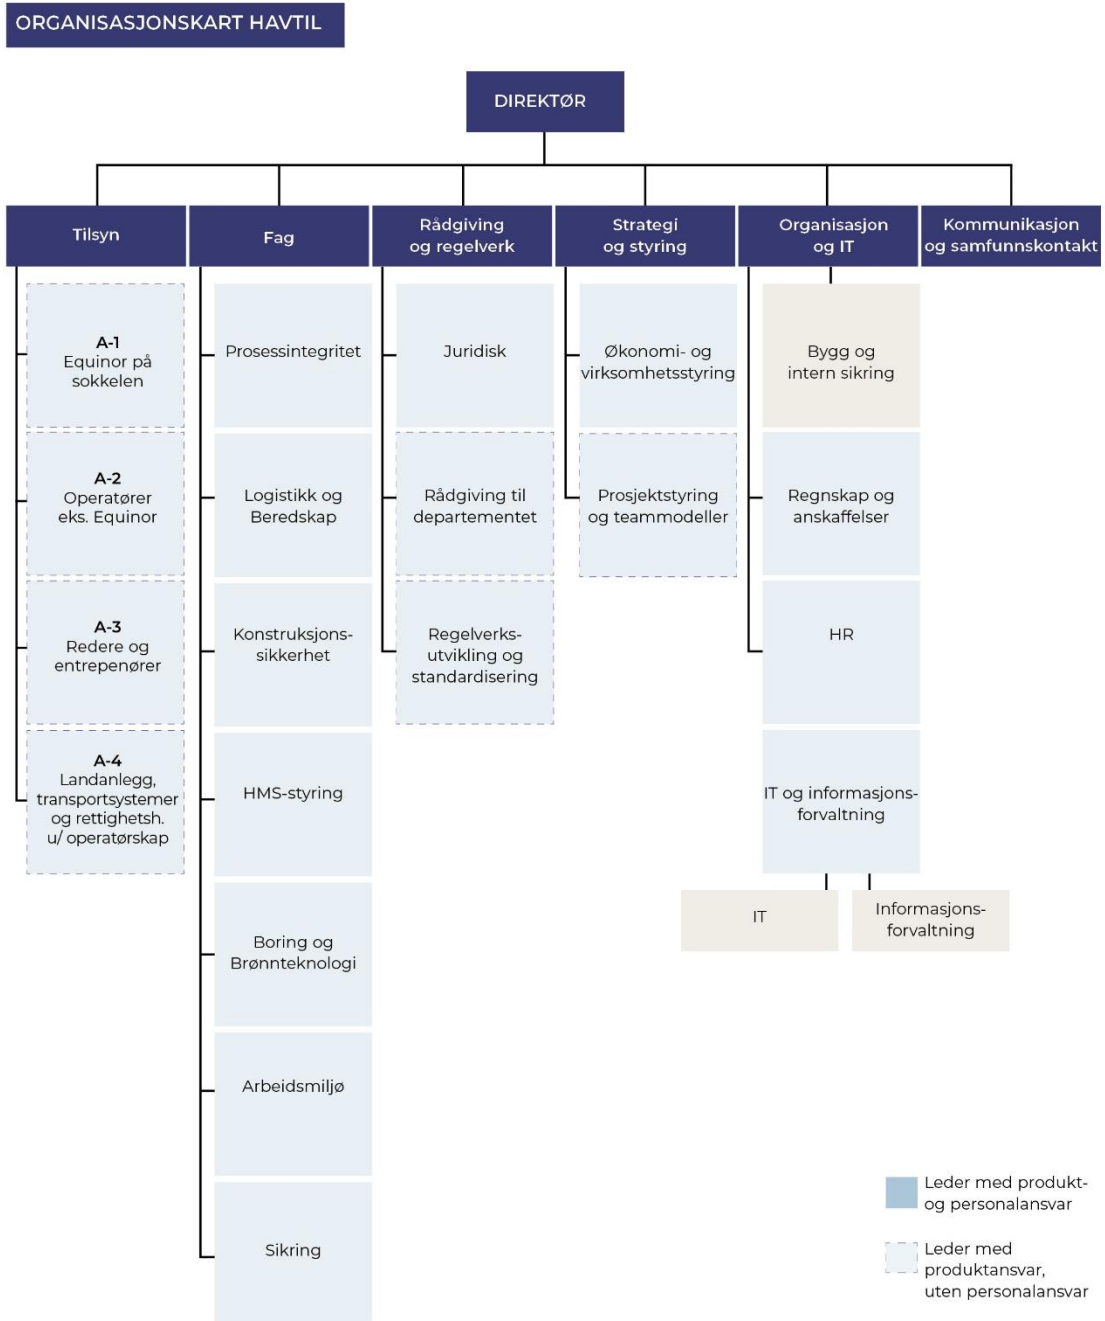 ORGANISASJONSKART HAVTIL
DIREKTØR
Tilsyn
Fag
Rådgiving
og regelverk
Strategi
og styring
Organisasjon
og IT
Kommunikasjon
og samfunnskontakt
A-1
Equinor på
sokkelen
A-2
Operatører
eks. Equinor
A-3
Redere og
entrepenører
A-4
Landanlegg,
transportsystemer
og rettighetsh.
u/ operatørskap
Prosessintegritet
Logistikk og
Beredskap
Konstruksjons-
sikkerhet
HMS-styring
Boring og
Brønnteknologi
Arbeidsmiljø
Sikring
Juridisk
Rådgiving til
departementet
Regelverks-
utvikling og
standardisering
Økonomi- og
virksomhetsstyring
Prosjektstyring
og teammodeller
Bygg og
intern sikring
Regnskap og
anskaffelser
HR
IT og informasjons-
forvaltning
IT
Informasjons-
forvaltning
Leder med produkt-
og personalansvar
Leder med
produktansvar,
uten personalansvar